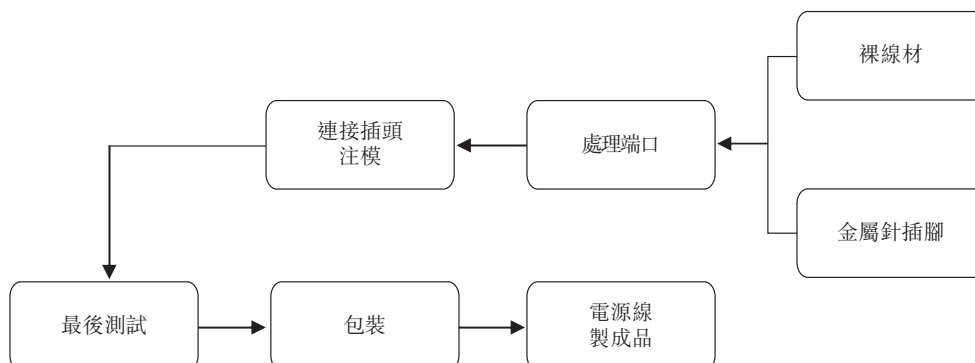 裸線材
連接插頭
注模
處理端口
金屬針插腳
最後測試
包裝
電源線
製成品